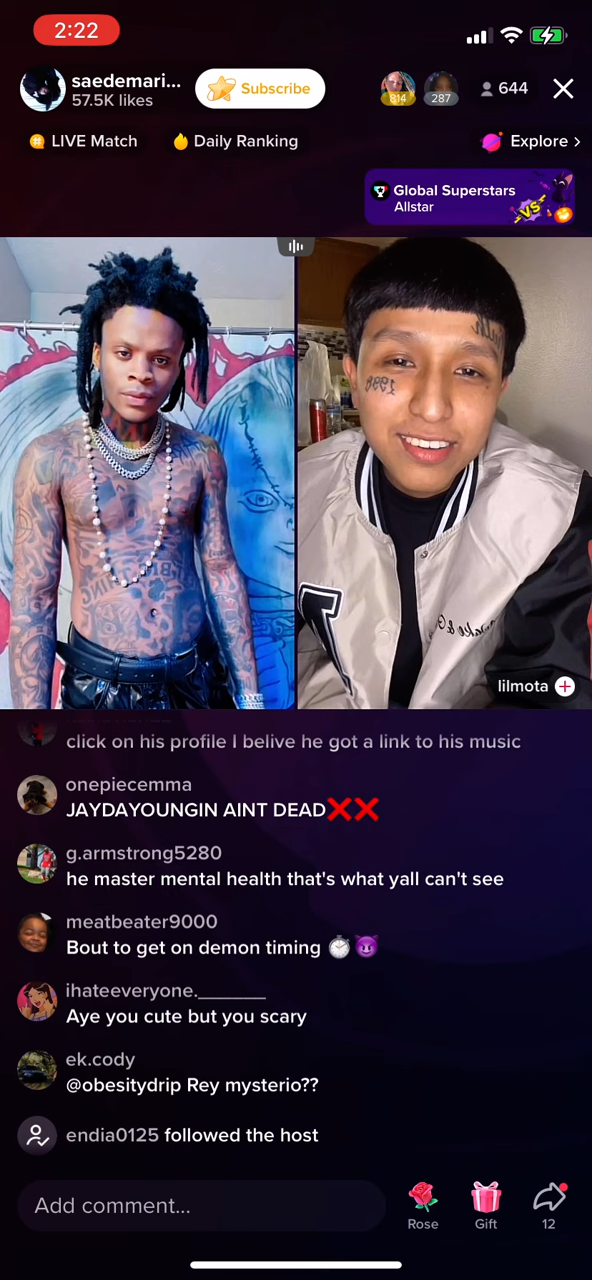 2:22
saedemari...
57.5K likes
Subscribe
814
287
644
LIVE Match
Daily Ranking
Explore >
Global Superstars
Allstar
VS
lilmota
click on his profile I belive he got a link to his music
onepiecemma
JAYDAYOUNGIN AINT DEAD❌❌
g.armstrong5280
he master mental health that's what yall can't see
meatbeater9000
Bout to get on demon timing ⏱😈
ihateeveryone._______
Aye you cute but you scary
ek.cody
@obesitydrip Rey mysterio??
endia0125 followed the host
Add comment...
Rose
Gift
12